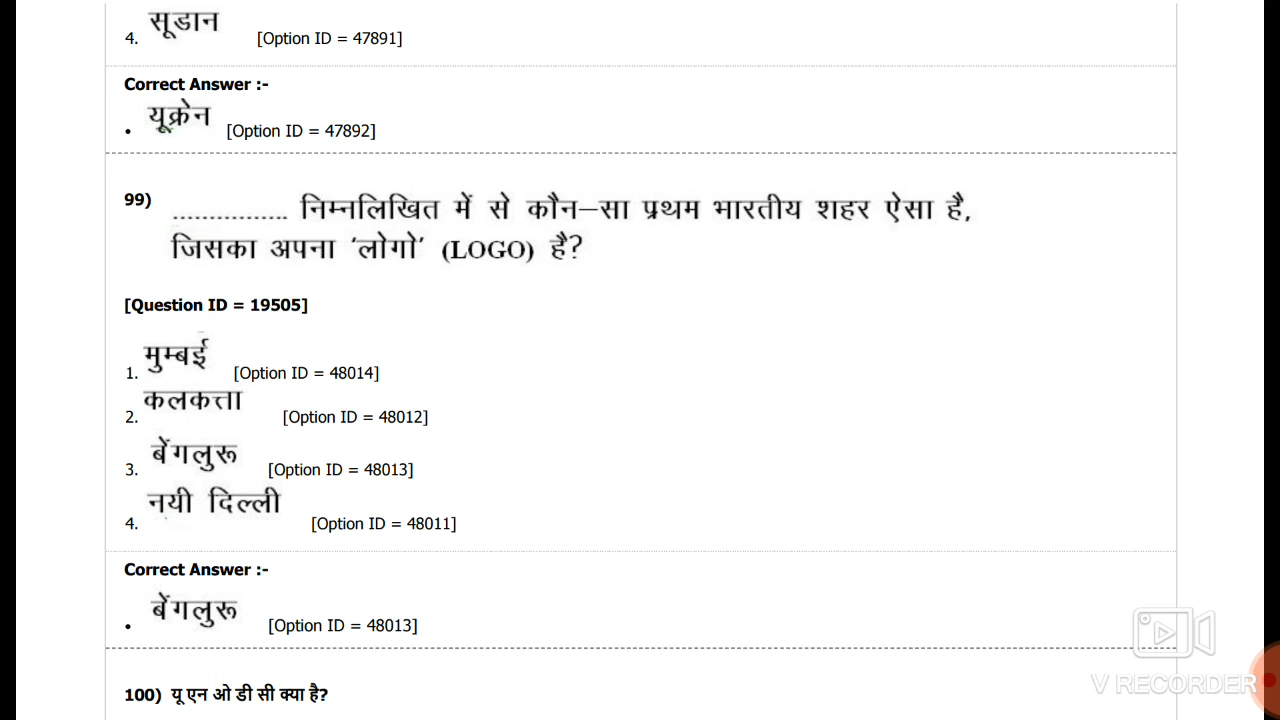 सूडान
4. [Option ID = 47891]
Correct Answer :-
यूक्रेन
• [Option ID = 47892]
99) ................ निम्नलिखित में से कौन–सा प्रथम भारतीय शहर ऐसा है,
जिसका अपना 'लोगो' (LOGO) है?
[Question ID = 19505]
मुम्बई
1. [Option ID = 48014]
कलकत्ता
2. [Option ID = 48012]
बेंगलुरू
3. [Option ID = 48013]
नयी दिल्ली
4. [Option ID = 48011]
Correct Answer :-
बेंगलुरू
• [Option ID = 48013]
V RECORDER
100) यू एन ओ डी सी क्या है?